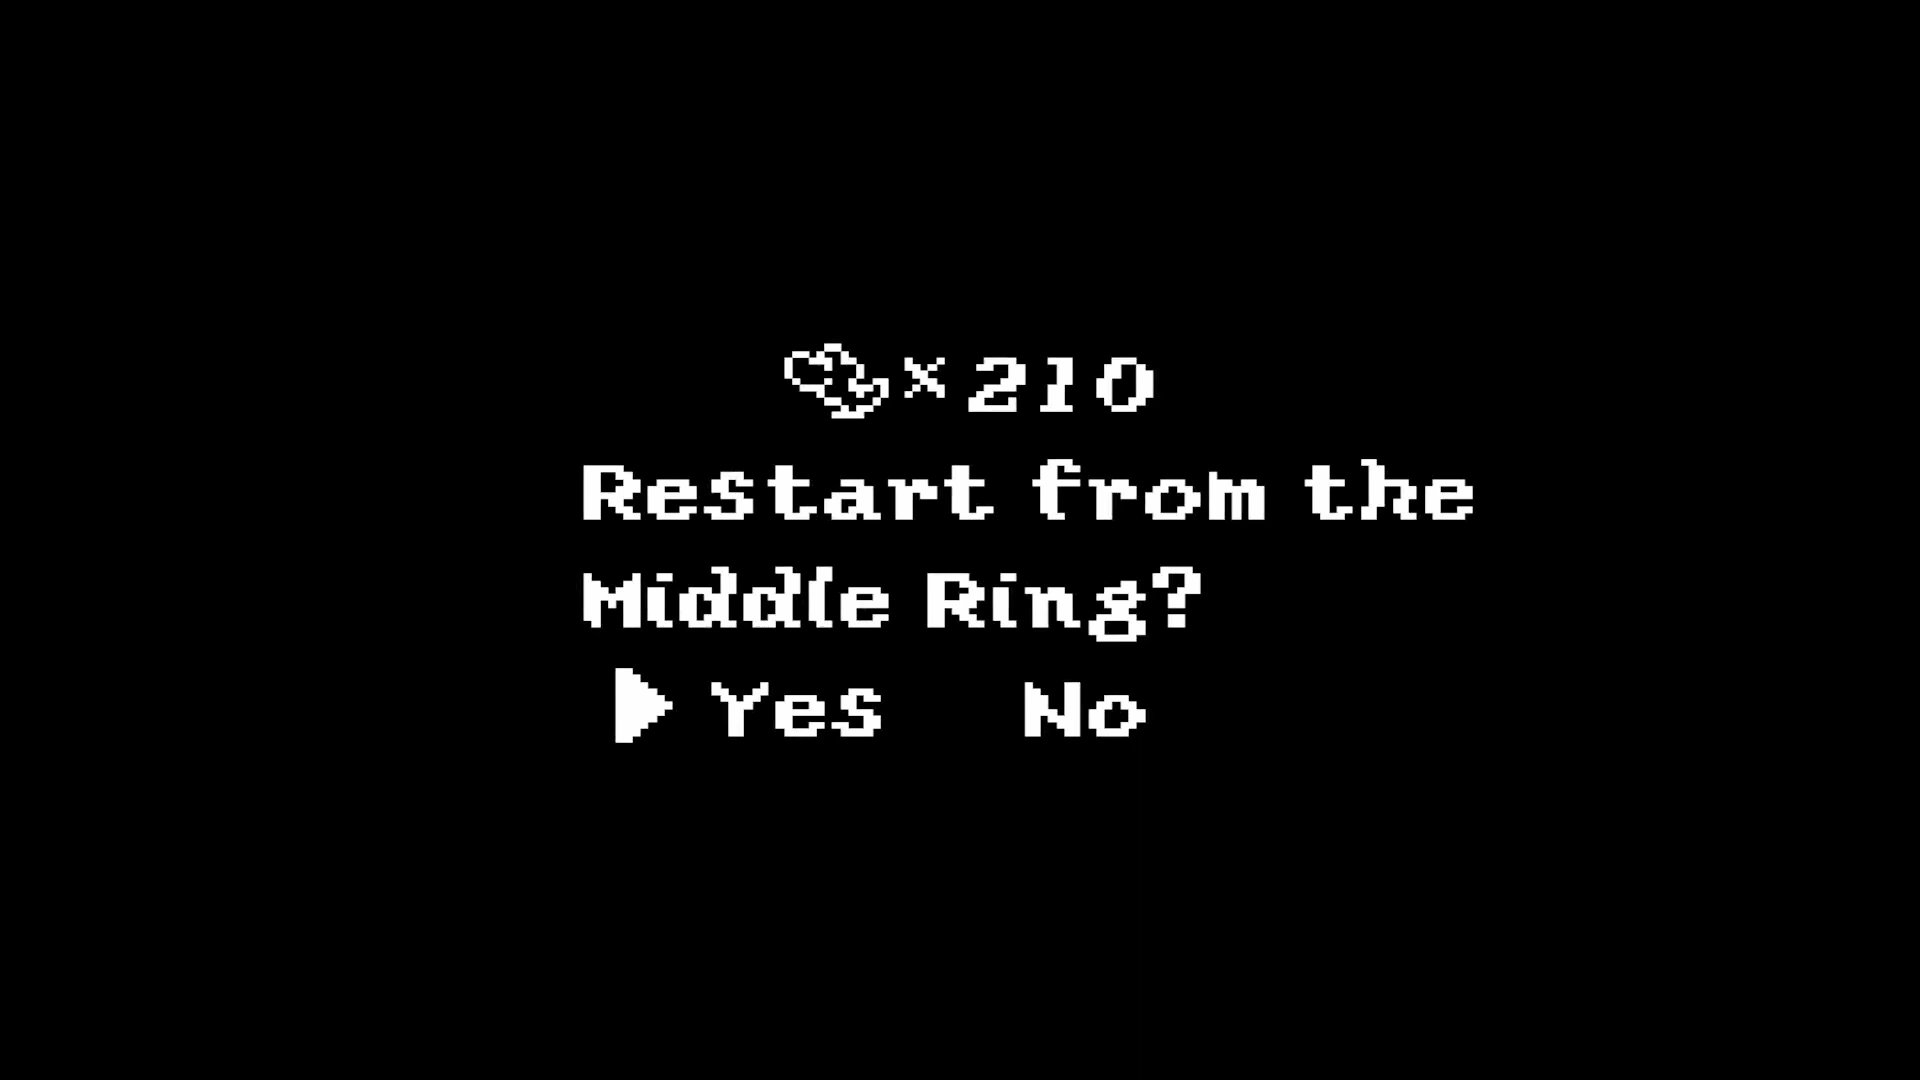 ×210
Restart from the
Middle Ring?
Yes No